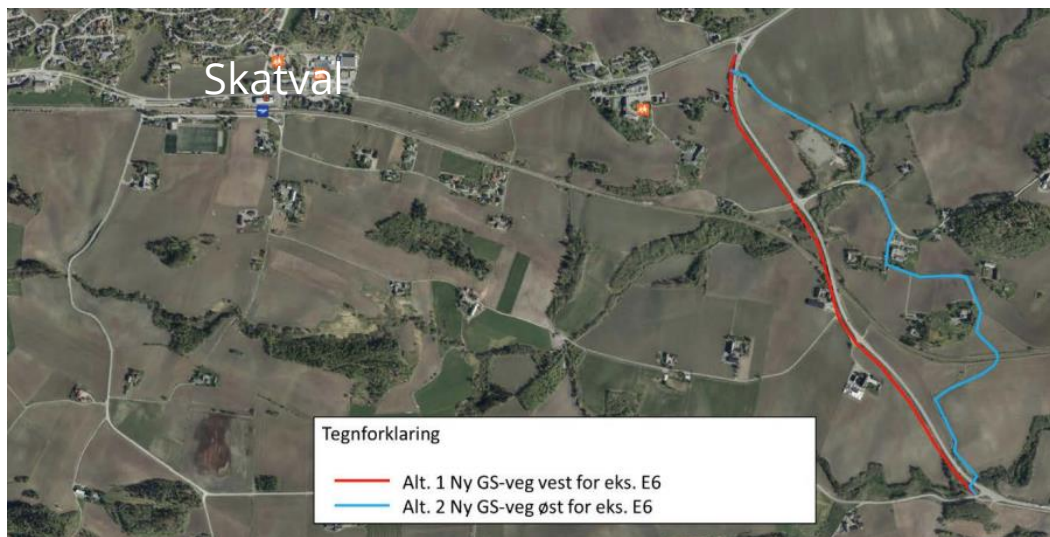 Skatval
Tegnforklaring
Alt. 1 Ny GS-veg vest for eks. E6
Alt. 2 Ny GS-veg øst for eks. E6